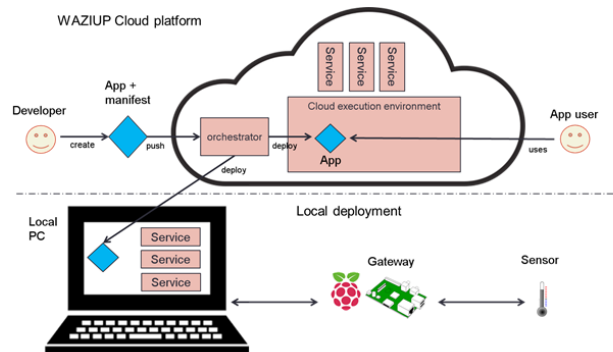 WAZIUP Cloud platform
Service
Service
Service
App +
manifest
Developer
Cloud execution environment
App user
orchestrator
create
push
deploy
App
uses
deploy
Local deployment
Local
PC
Service
Service
Service
Gateway
Sensor